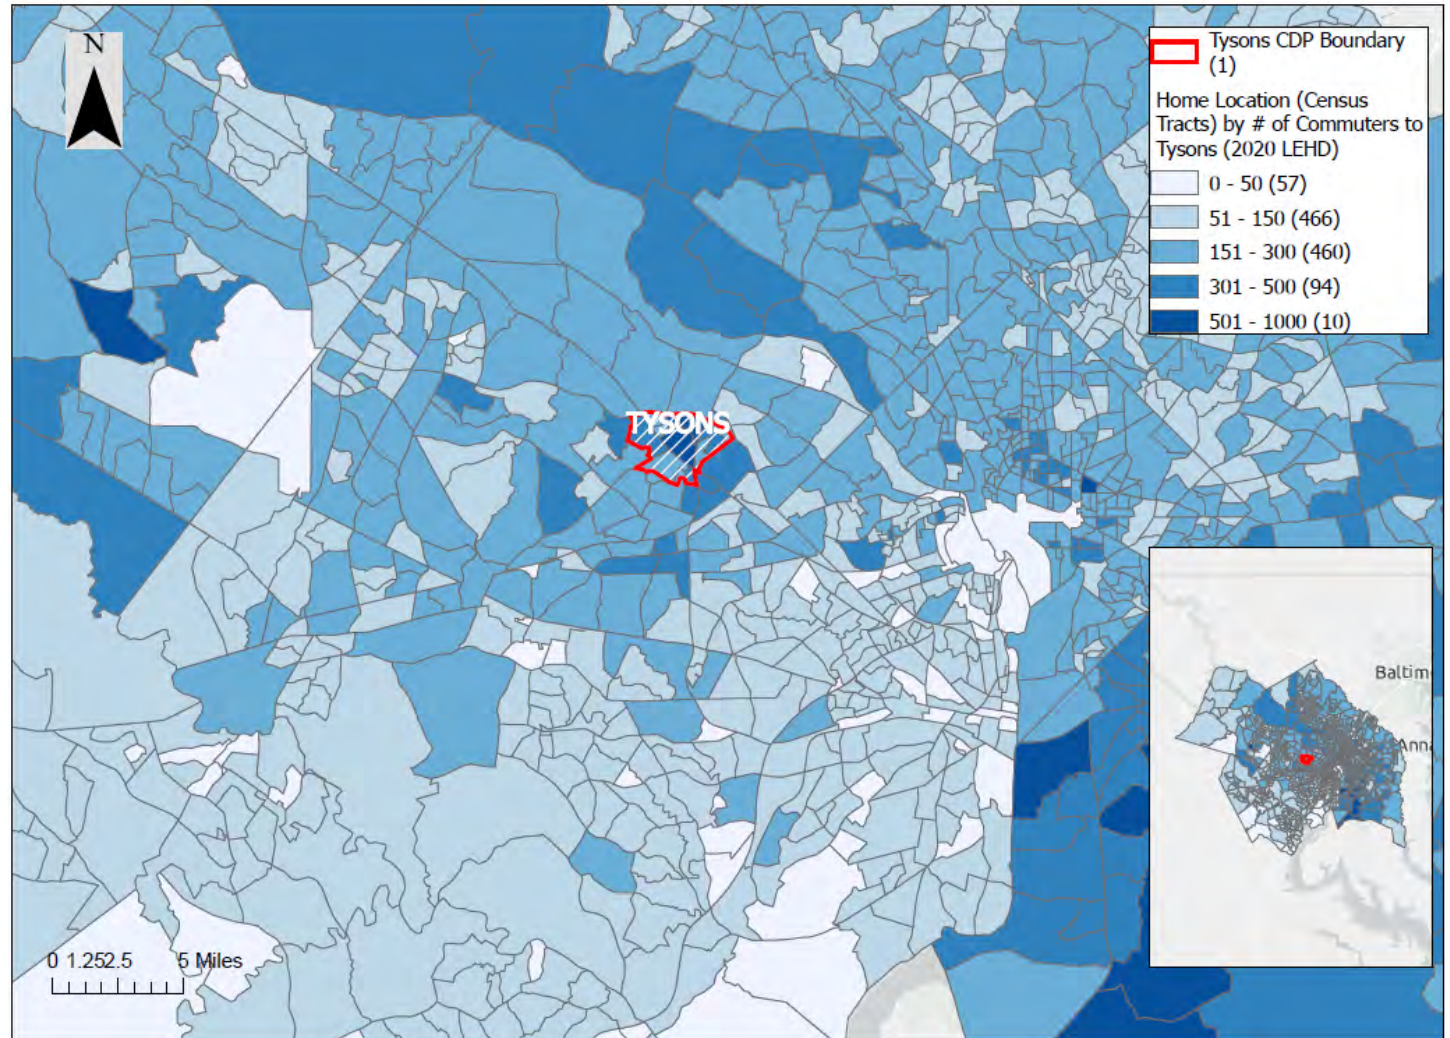 N
Tysons CDP Boundary
(1)
Home Location (Census
Tracts) by # of Commuters to
Tysons (2020 LEHD)
0 - 50 (57)
51 - 150 (466)
151 - 300 (460)
301 - 500 (94)
501 - 1000 (10)
TYSONS
Baltim
Anna
0 1.252.5 5 Miles